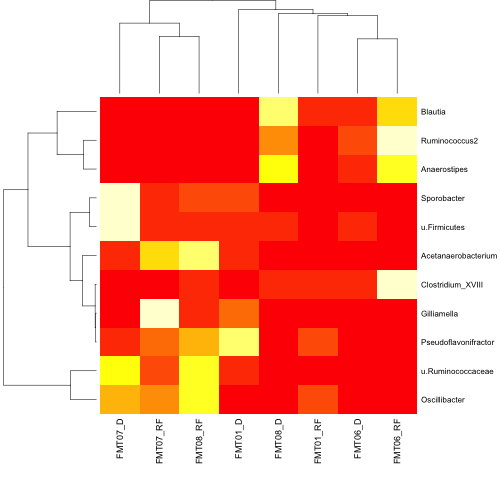 Blautia
Ruminococcus2
Anaerostipes
Sporobacter
u.Firmicutes
Acetanaerobacterium
Clostridium_XVIII
Gilliamella
Pseudoflavonifractor
u.Ruminococcaceae
Oscillibacter
FMT07_D
FMT07_RF
FMT08_RF
FMT01_D
FMT08_D
FMT01_RF
FMT06_D
FMT06_RF